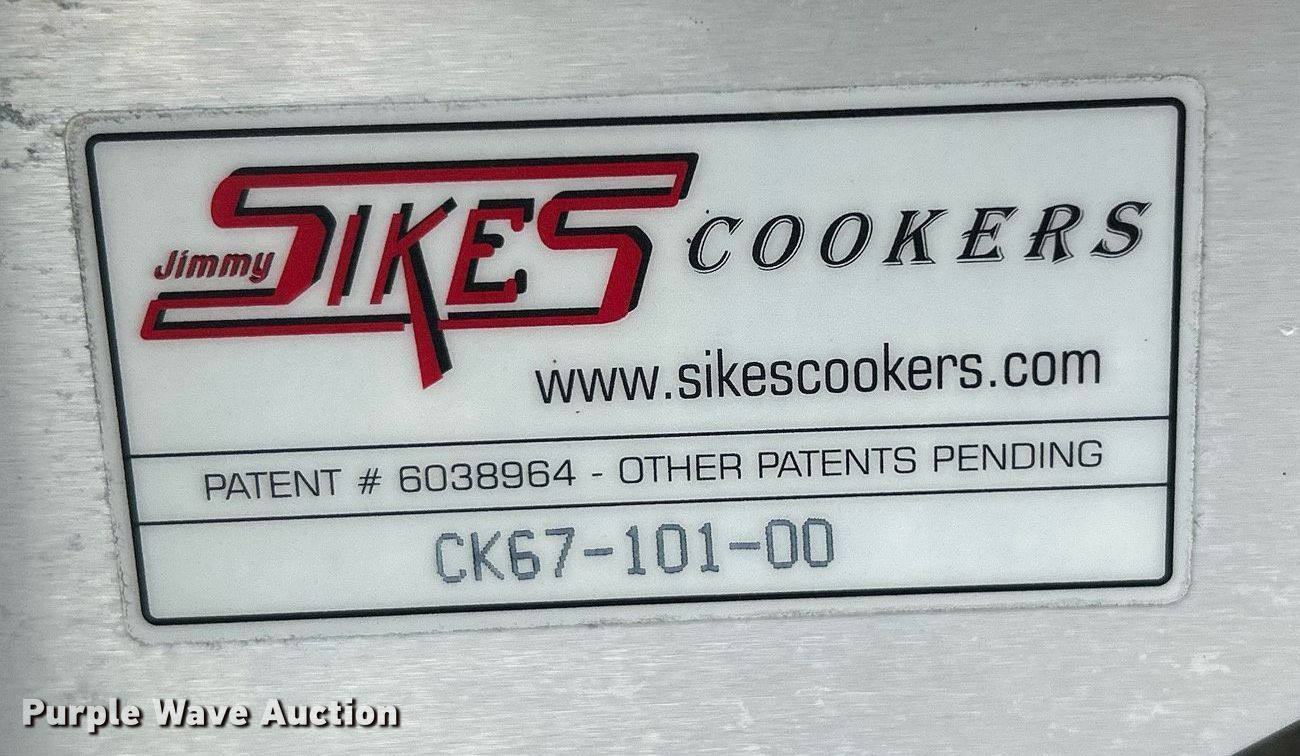 Jimmy SIKES COOKERS
www.sikescookers.com
PATENT # 6038964 - OTHER PATENTS PENDING
CK67-101-00
Purple Wave Auction